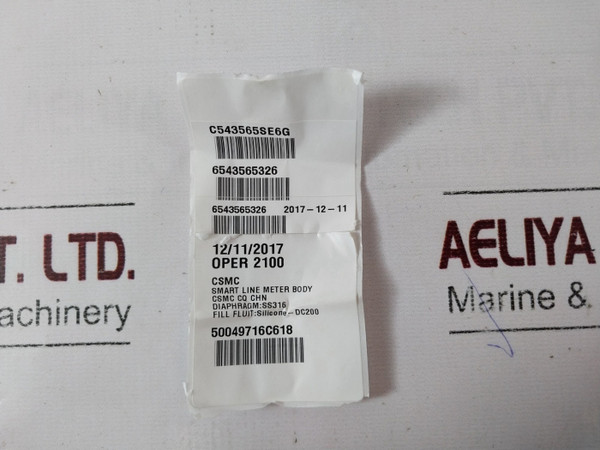 C543565SE6G
6543565326
6543565326 2017-12-11
12/11/2017
OPER 2100
CSMC
SMART LINE METER BODY
CSMC CQ CHN
DIAPHRAGM:SS316
FILL FLUIT:Silicone-DC200
50049716C618
T. LTD.
achinery
AELIYA
Marine &